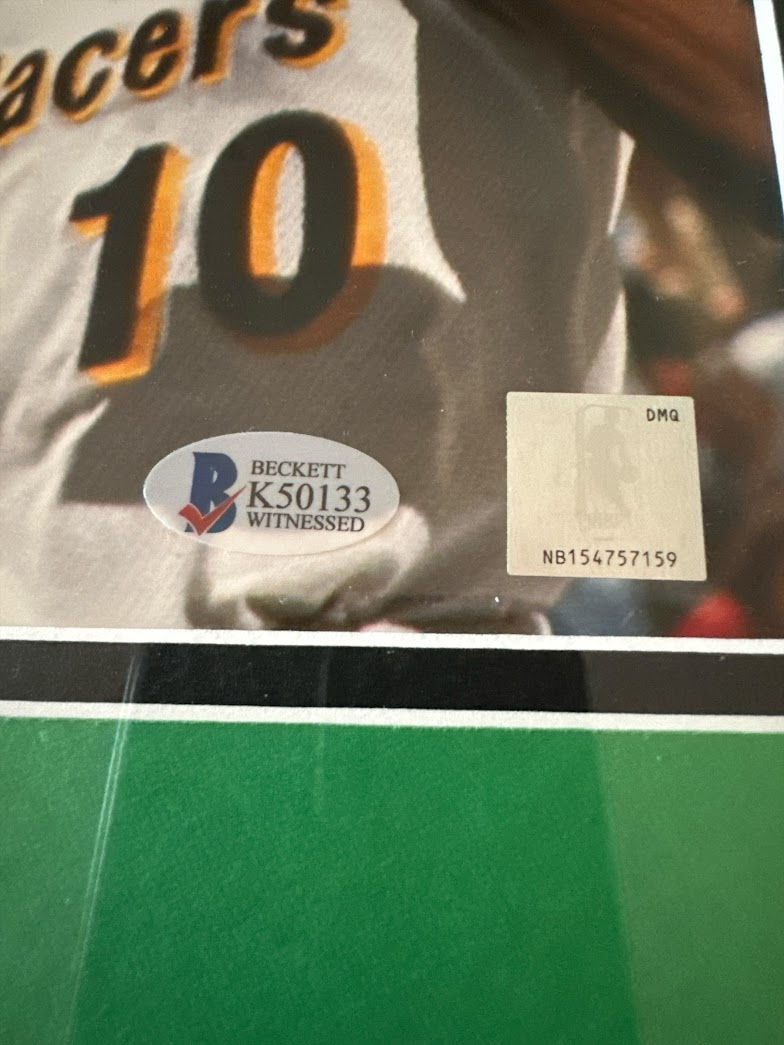 acers
10
BECKETT
K50133
WITNESSED
DMQ
NB154757159